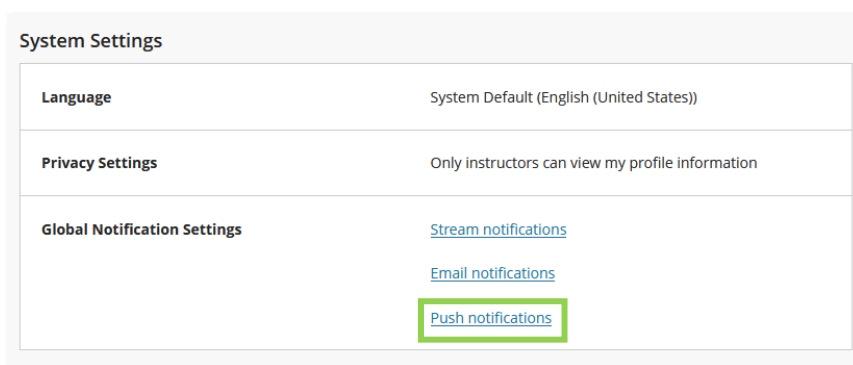 System Settings
Language
System Default (English (United States))
Privacy Settings
Only instructors can view my profile information
Global Notification Settings
Stream notifications
Email notifications
Push notifications